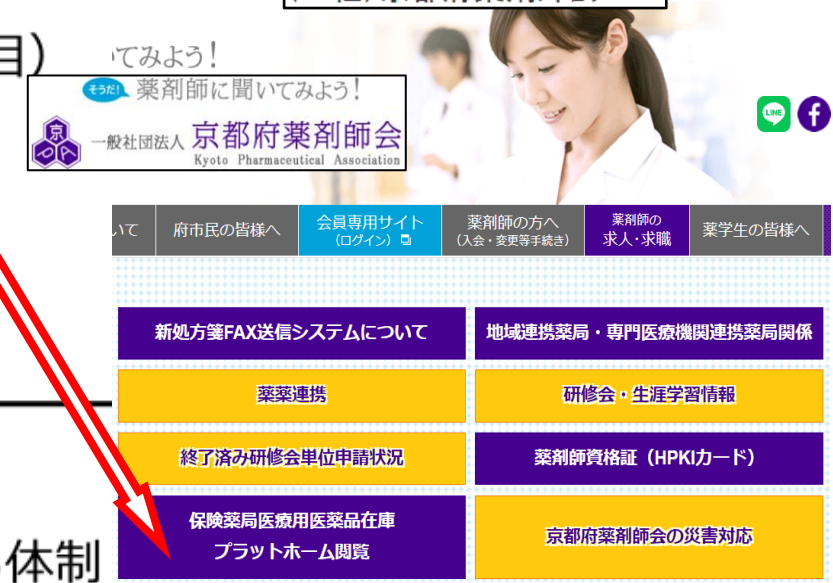 目)
いてみよう!
そうだ! 薬剤師に聞いてみよう!
京
PA
一般社団法人 京都府薬剤師会
Kyoto Pharmaceutical Association
LINE
f
いて
府市民の皆様へ
会員専用サイト
(ログイン)
薬剤師の方へ
(入会・変更等手続き)
薬剤師の
求人・求職
薬学生の皆様へ
新処方箋FAX送信システムについて
地域連携薬局・専門医療機関連携薬局関係
薬薬連携
研修会・生涯学習情報
終了済み研修会単位申請状況
薬剤師資格証(HPKIカード)
保険薬局医療用医薬品在庫
プラットホーム閲覧
京都府薬剤師会の災害対応
体制